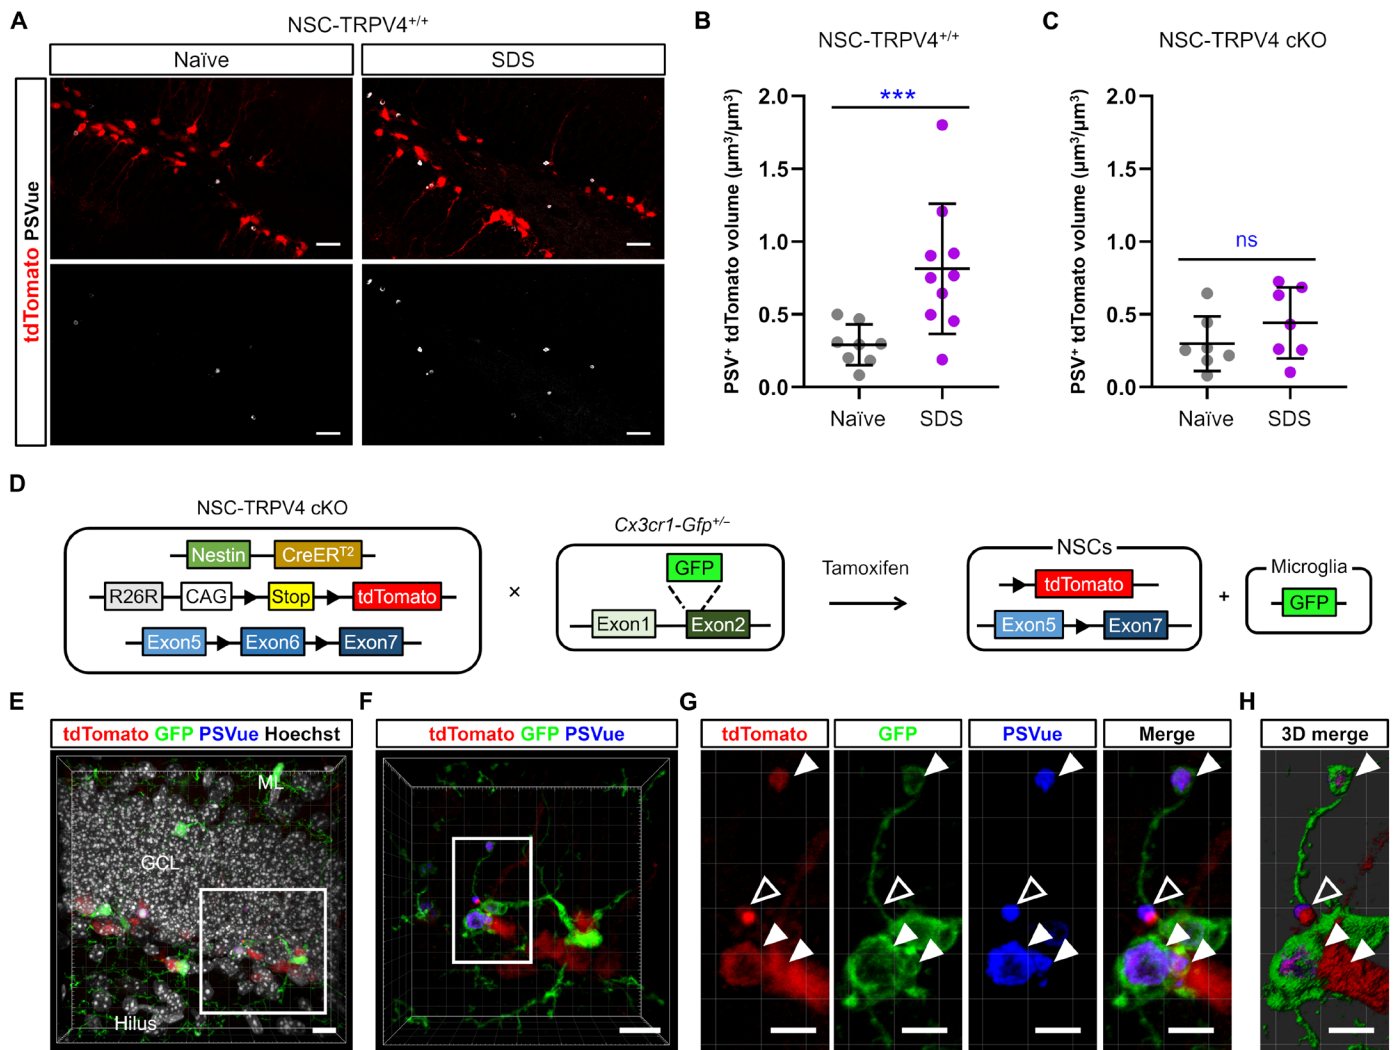 A
NSC-TRPV4+/+
Naïve
SDS
tdTomato PSVue
B
NSC-TRPV4+/+
***
PSV+ tdTomato volume (μm3/μm3)
2.0
1.5
1.0
0.5
0.0
Naïve
SDS
C
NSC-TRPV4 cKO
ns
PSV+ tdTomato volume (μm3/μm3)
2.0
1.5
1.0
0.5
0.0
Naïve
SDS
D
NSC-TRPV4 cKO
Nestin CreERT2
R26R CAG Stop tdTomato
Exon5 Exon6 Exon7
×
Cx3cr1-Gfp+/–
GFP
Exon1 Exon2
Tamoxifen
NSCs
tdTomato
Exon5 Exon7
+
Microglia
GFP
E
tdTomato GFP PSVue Hoechst
ML
GCL
Hilus
F
tdTomato GFP PSVue
G
tdTomato
GFP
PSVue
Merge
H
3D merge